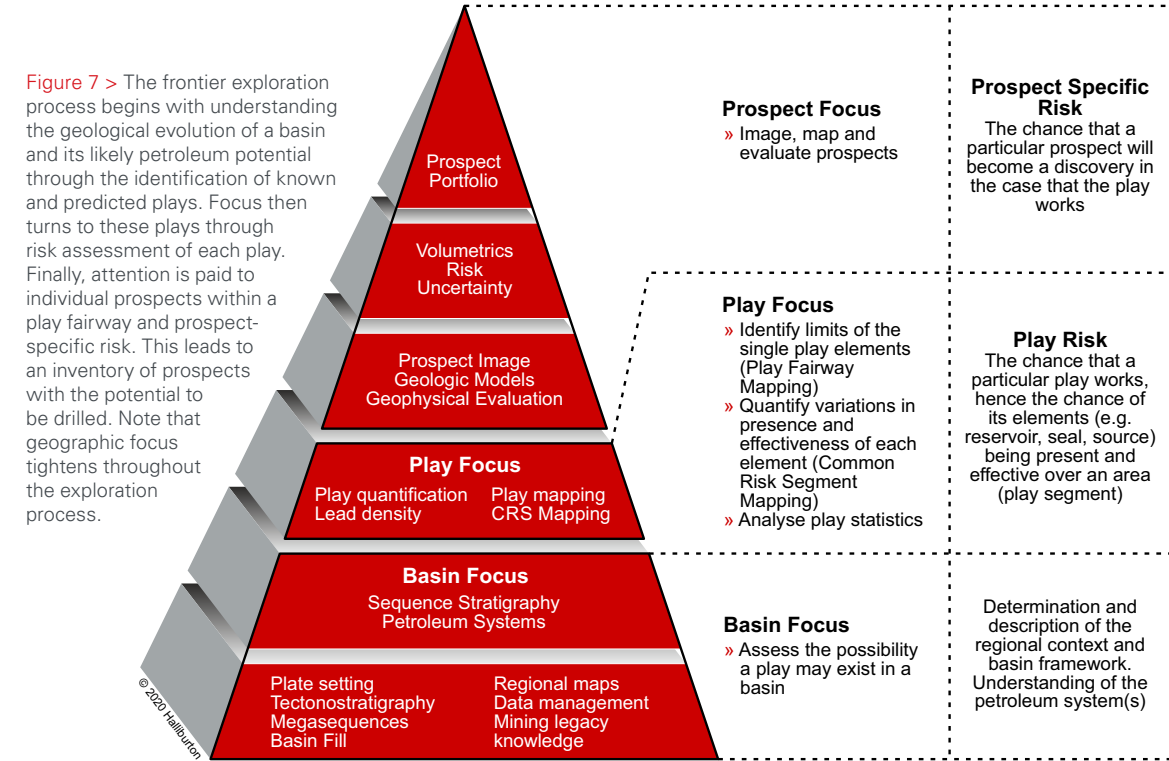 Figure 7 > The frontier exploration
process begins with understanding
the geological evolution of a basin
and its likely petroleum potential
through the identification of known
and predicted plays. Focus then
turns to these plays through
risk assessment of each play.
Finally, attention is paid to
individual prospects within a
play fairway and prospect-
specific risk. This leads to
an inventory of prospects
with the potential to
be drilled. Note that
geographic focus
tightens throughout
the exploration
process.
Prospect
Portfolio
Volumetrics
Risk
Uncertainty
Prospect Image
Geologic Models
Geophysical Evaluation
Play Focus
Play quantification
Lead density
Play mapping
CRS Mapping
Basin Focus
Sequence Stratigraphy
Petroleum Systems
Plate setting
Tectonostratigraphy
Megasequences
Basin Fill
Regional maps
Data management
Mining legacy
knowledge
© 2020 Halliburton
Prospect Focus
» Image, map and
evaluate prospects
Prospect Specific
Risk
The chance that a
particular prospect will
become a discovery in
the case that the play
works
Play Focus
» Identify limits of the
single play elements
(Play Fairway
Mapping)
» Quantify variations in
presence and
effectiveness of each
element (Common
Risk Segment
Mapping)
» Analyse play statistics
Play Risk
The chance that a
particular play works,
hence the chance of
its elements (e.g.
reservoir, seal, source)
being present and
effective over an area
(play segment)
Basin Focus
» Assess the possibility
a play may exist in a
basin
Determination and
description of the
regional context and
basin framework.
Understanding of the
petroleum system(s)